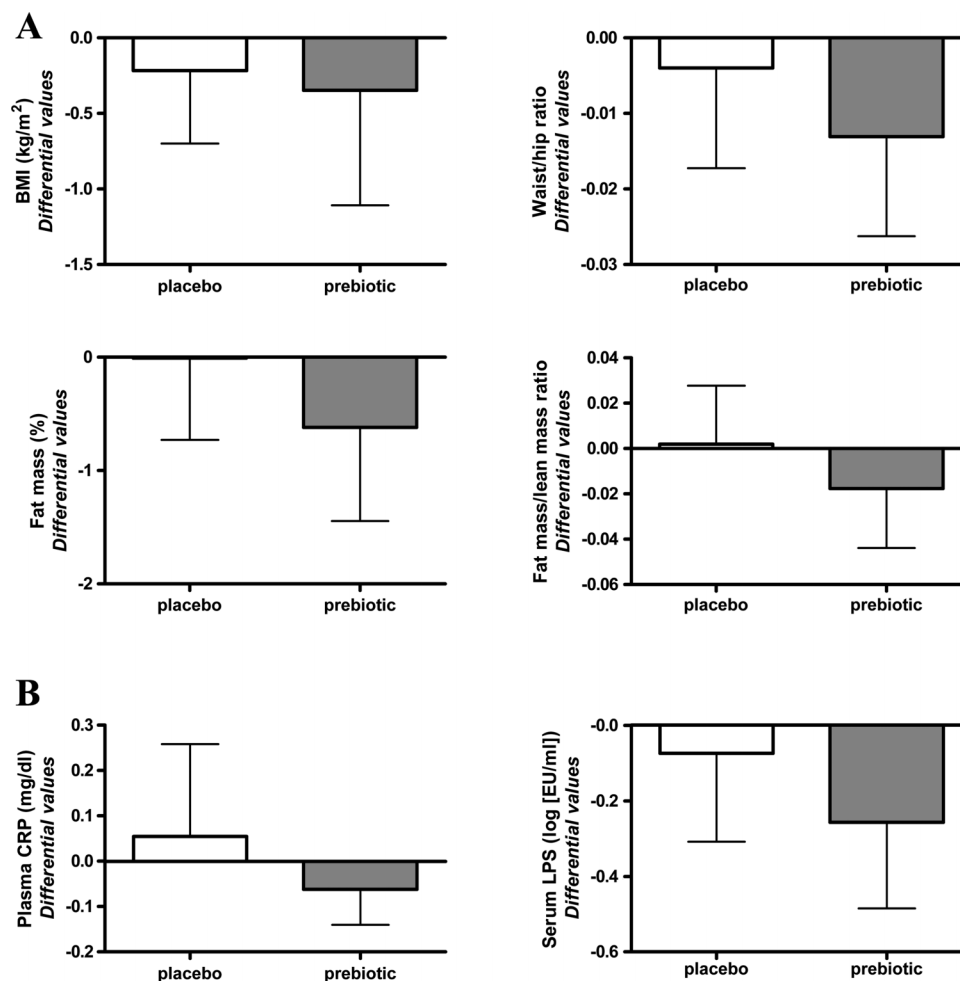 A
BMI (kg/m²)
Differential values
0.0
-0.5
-1.0
-1.5
placebo
prebiotic
Waist/hip ratio
Differential values
0.00
-0.01
-0.02
-0.03
placebo
prebiotic
Fat mass (%)
Differential values
0
-1
-2
placebo
prebiotic
Fat mass/lean mass ratio
Differential values
0.04
0.02
0.00
-0.02
-0.04
-0.06
placebo
prebiotic
B
Plasma CRP (mg/dl)
Differential values
0.3
0.2
0.1
0.0
-0.1
-0.2
placebo
prebiotic
Serum LPS (log [EU/ml])
Differential values
-0.0
-0.2
-0.4
-0.6
placebo
prebiotic